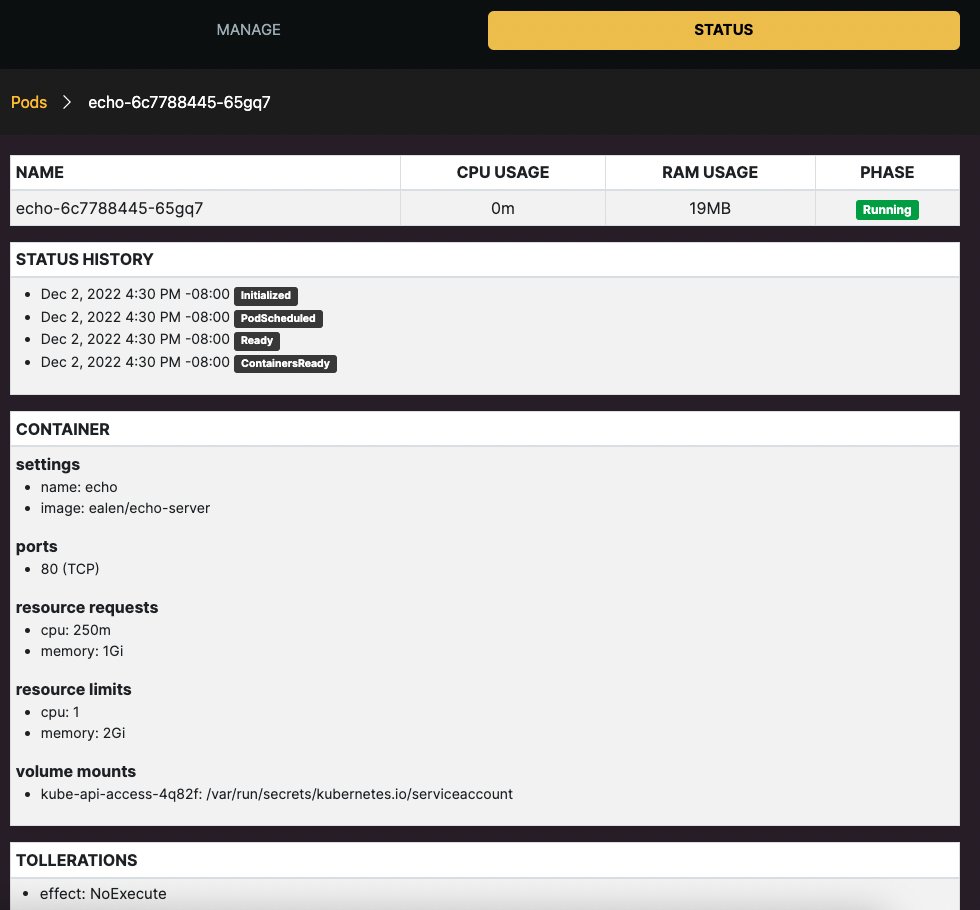 MANAGE STATUS
Pods > echo-6c7788445-65gq7
NAME CPU USAGE RAM USAGE PHASE
echo-6c7788445-65gq7 0m 19MB Running
STATUS HISTORY
• Dec 2, 2022 4:30 PM -08:00 Initialized
• Dec 2, 2022 4:30 PM -08:00 PodScheduled
• Dec 2, 2022 4:30 PM -08:00 Ready
• Dec 2, 2022 4:30 PM -08:00 ContainersReady
CONTAINER
settings
• name: echo
• image: ealen/echo-server
ports
• 80 (TCP)
resource requests
• cpu: 250m
• memory: 1Gi
resource limits
• cpu: 1
• memory: 2Gi
volume mounts
• kube-api-access-4q82f: /var/run/secrets/kubernetes.io/serviceaccount
TOLLERATIONS
• effect: NoExecute